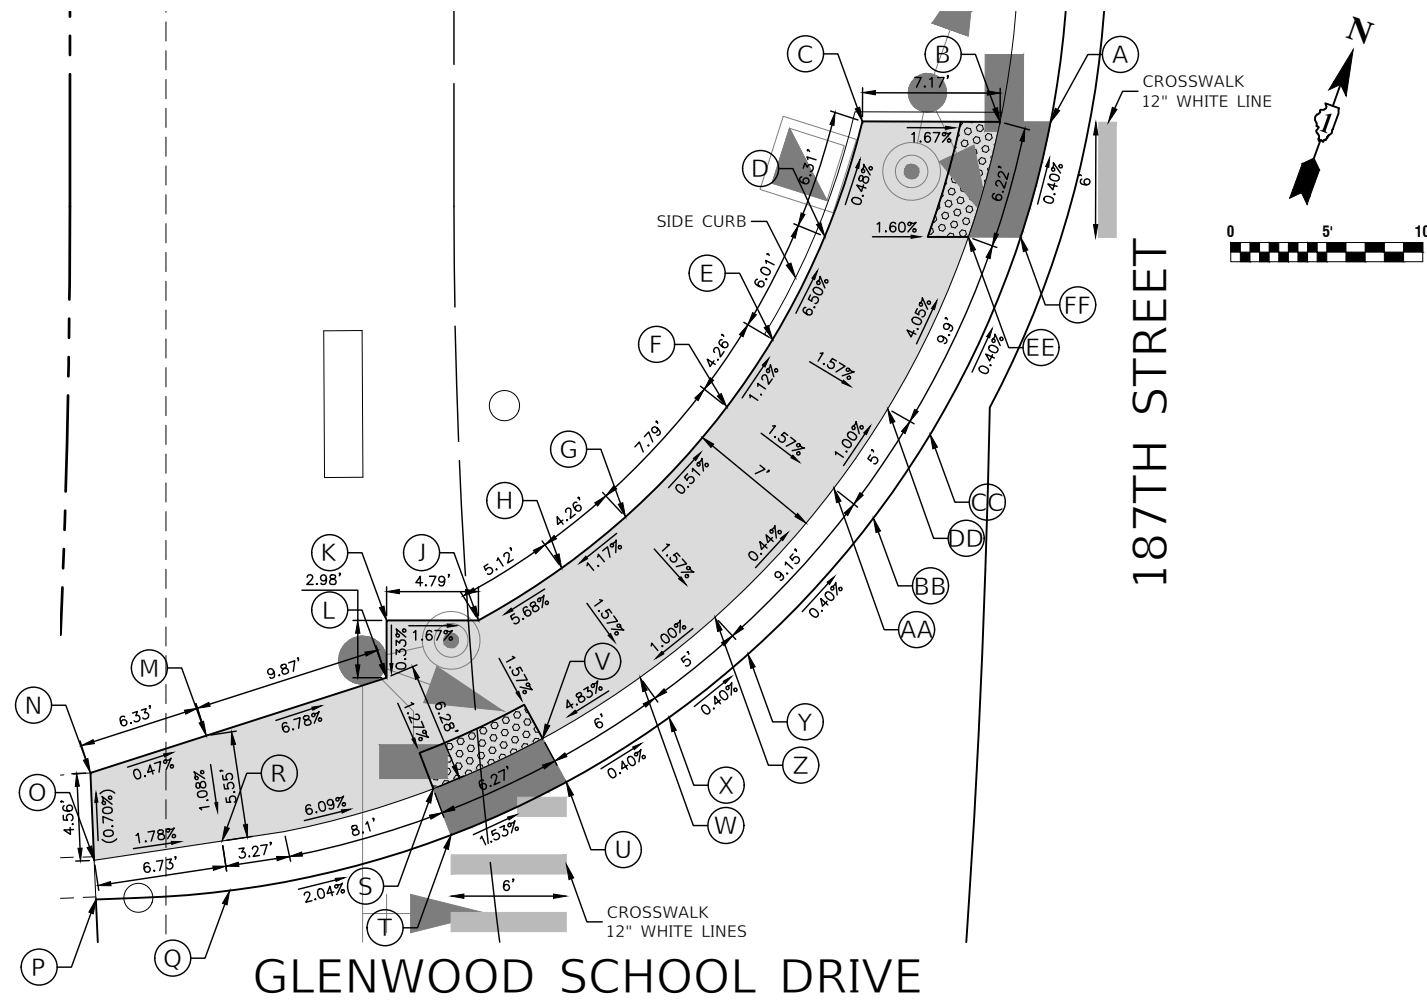 N
1
0 5' 10
C
B
A
7.17'
CROSSWALK
12" WHITE LINE
1.67%
D
6.31'
0.48%
6.22'
0.40%
6'
SIDE CURB
1.60%
E
6.01'
6.50%
4.05%
9.9'
FF
EE
0.40%
F
4.26'
1.12%
1.57%
187TH STREET
G
7.79'
0.51%
1.57%
1.00%
5'
7'
CC
DD
H
4.26'
1.17%
1.57%
0.44%
9.15'
BB
AA
0.40%
K
J
5.12'
2.98'
4.79'
L
0.33%
1.67%
5.68%
1.57%
1.00%
5'
M
9.87'
1.57%
V
4.83%
0.40%
Y
N
6.33'
6.78%
1.27%
6.28'
6'
Z
0.47%
1.08%
5.55'
R
6.27'
0.40%
X
O
4.56'
(0.70%)
6.09%
1.78%
8.1'
1.53%
W
6.73'
3.27'
U
2.04%
S
6'
T
CROSSWALK
12" WHITE LINES
P
Q
GLENWOOD SCHOOL DRIVE